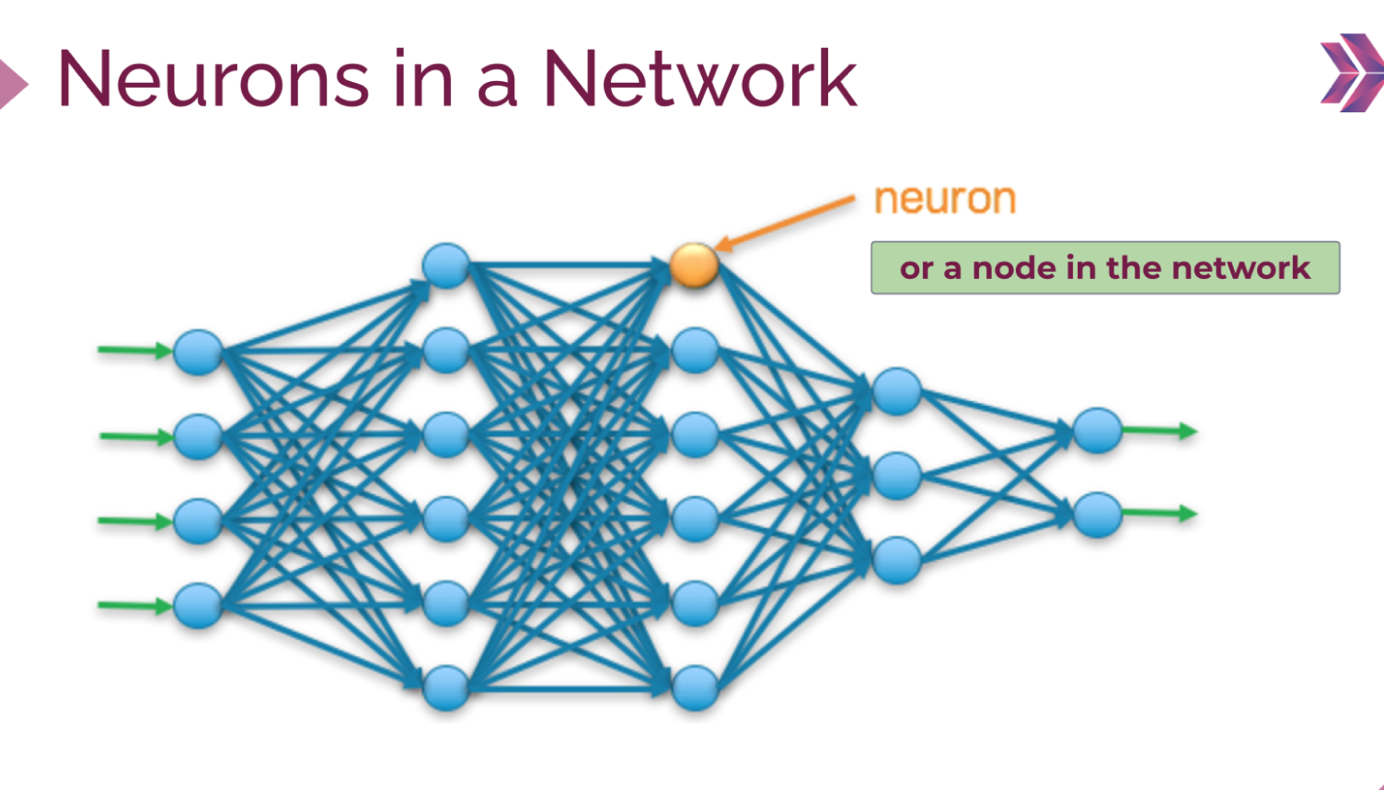 Neurons in a Network
neuron
or a node in the network